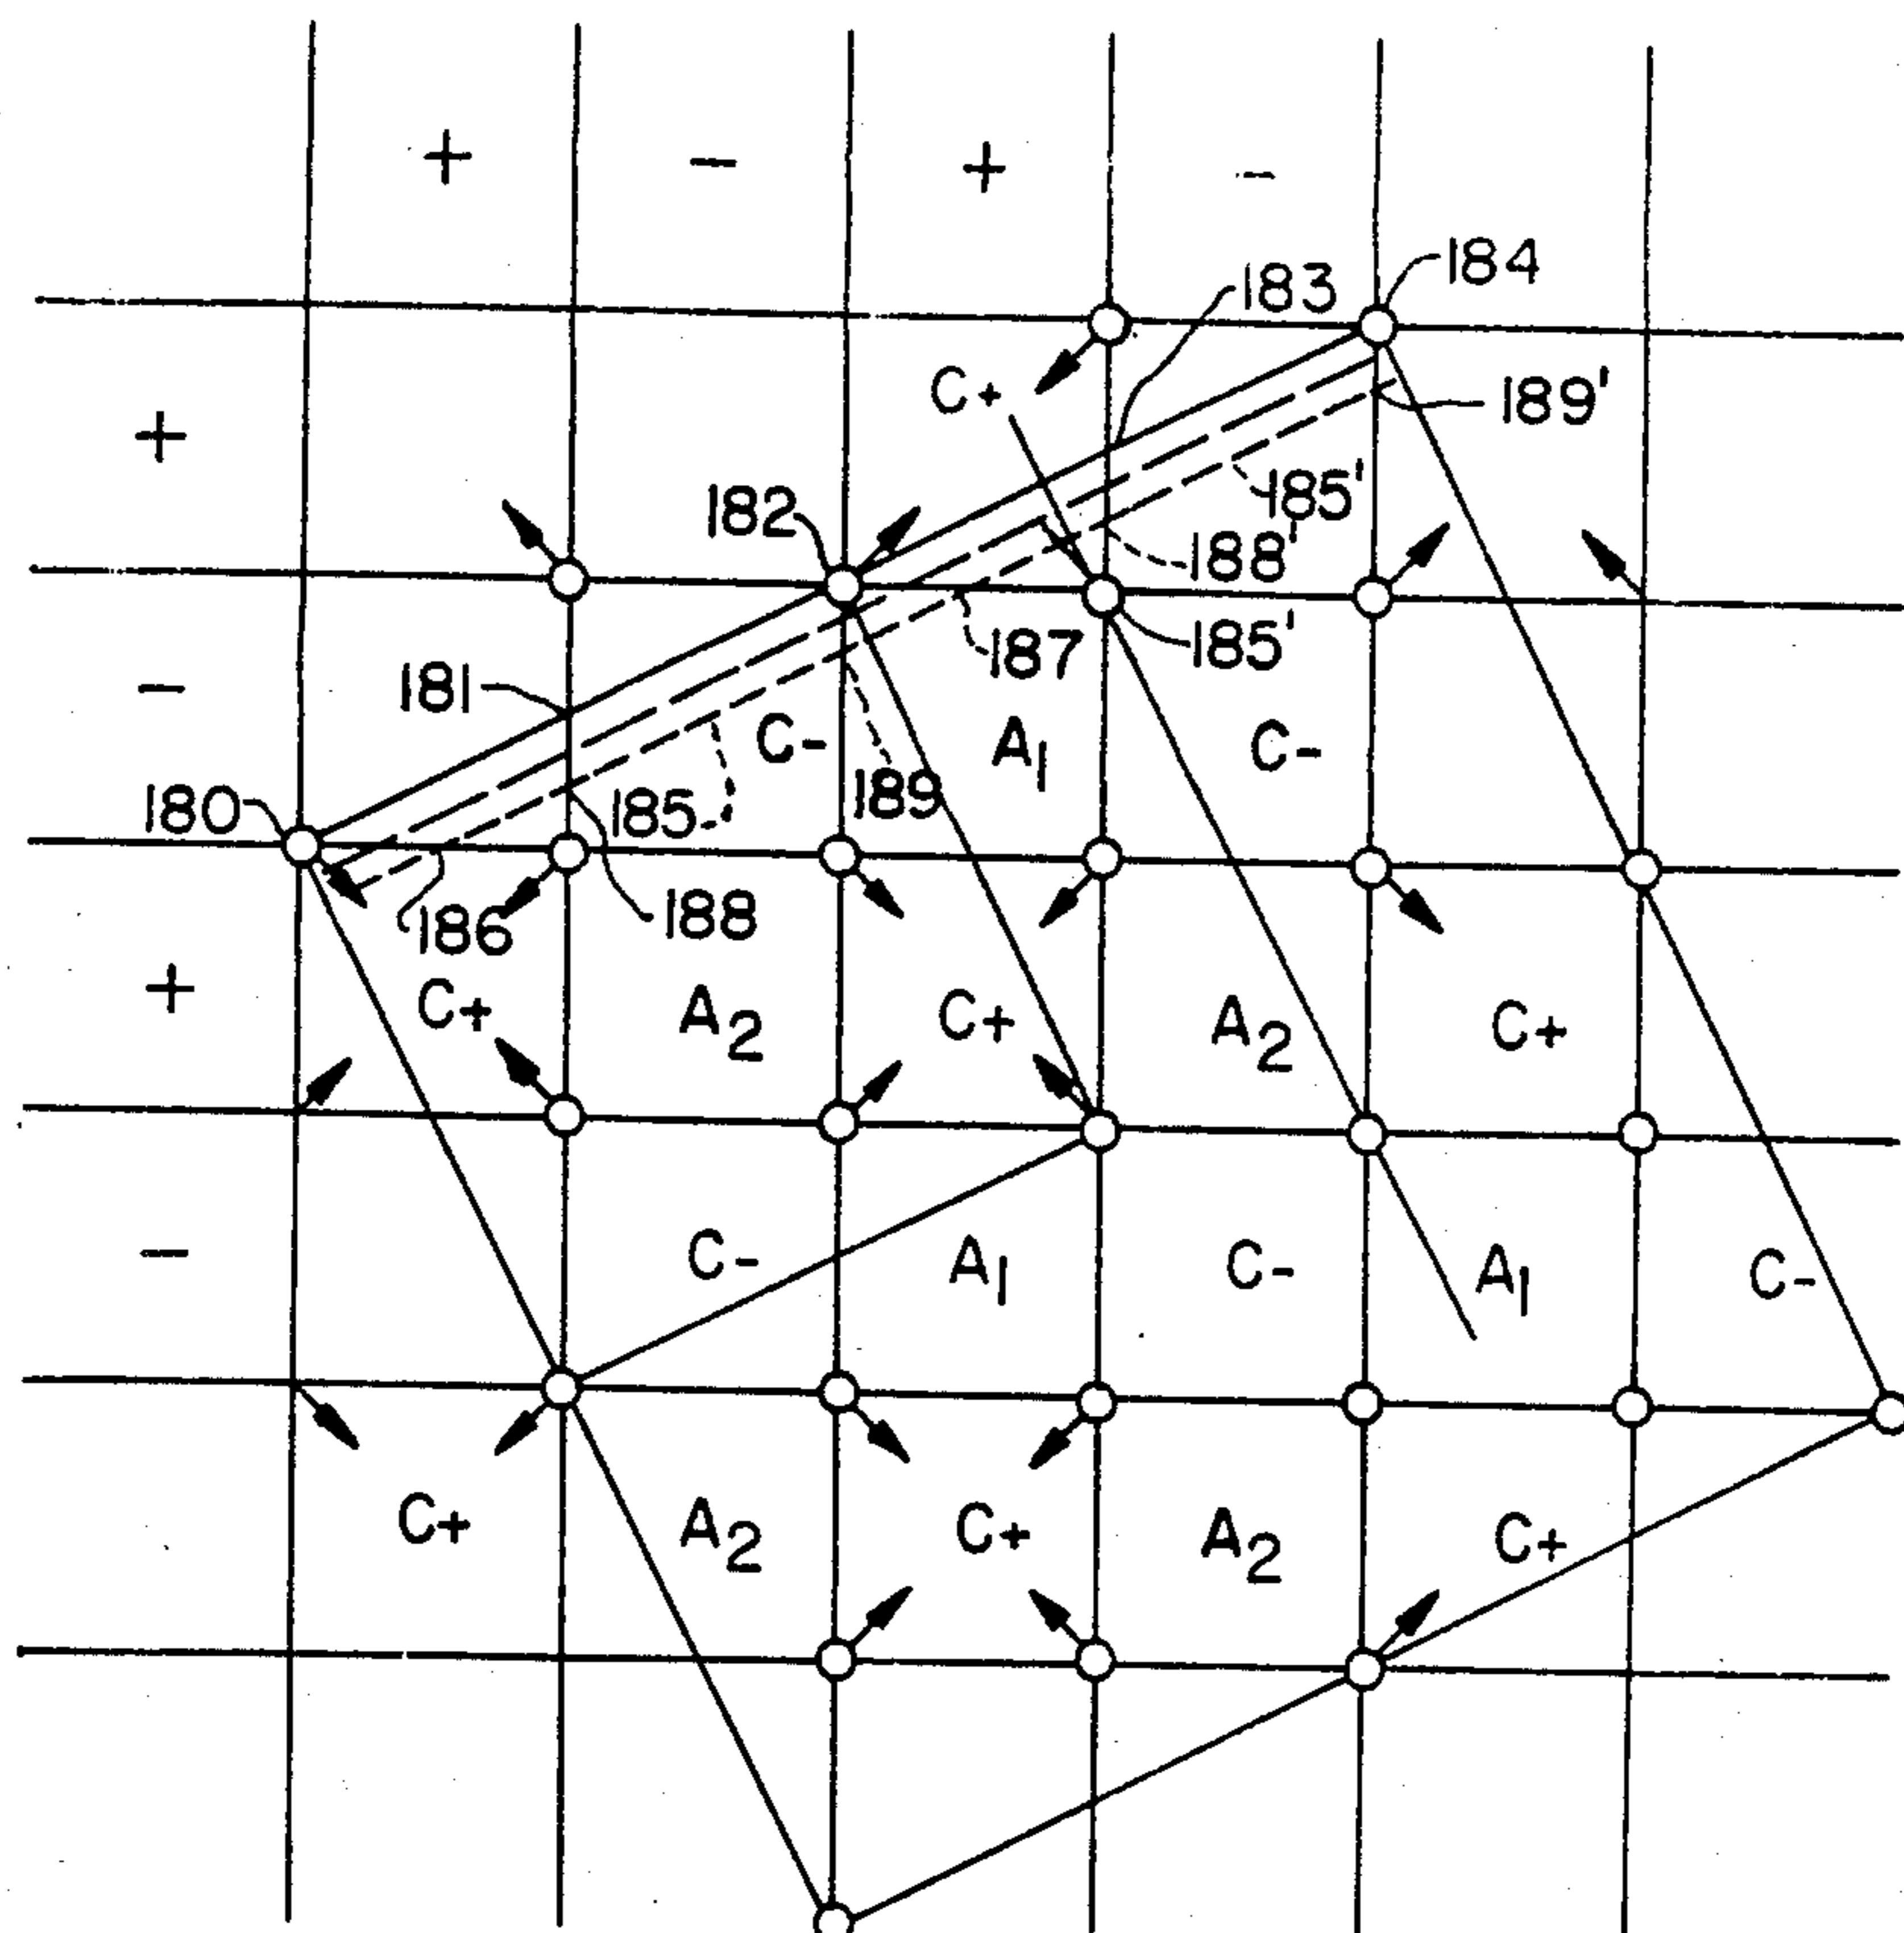 + - + -
184
183
C+
189'
+
185'
182
188'
187
185'
-
181
C-
A1
C-
189
180
185
186
188
+
C+
A2
C+
A2
C+
-
C-
A1
C-
A1
C-
C+
A2
C+
A2
C+